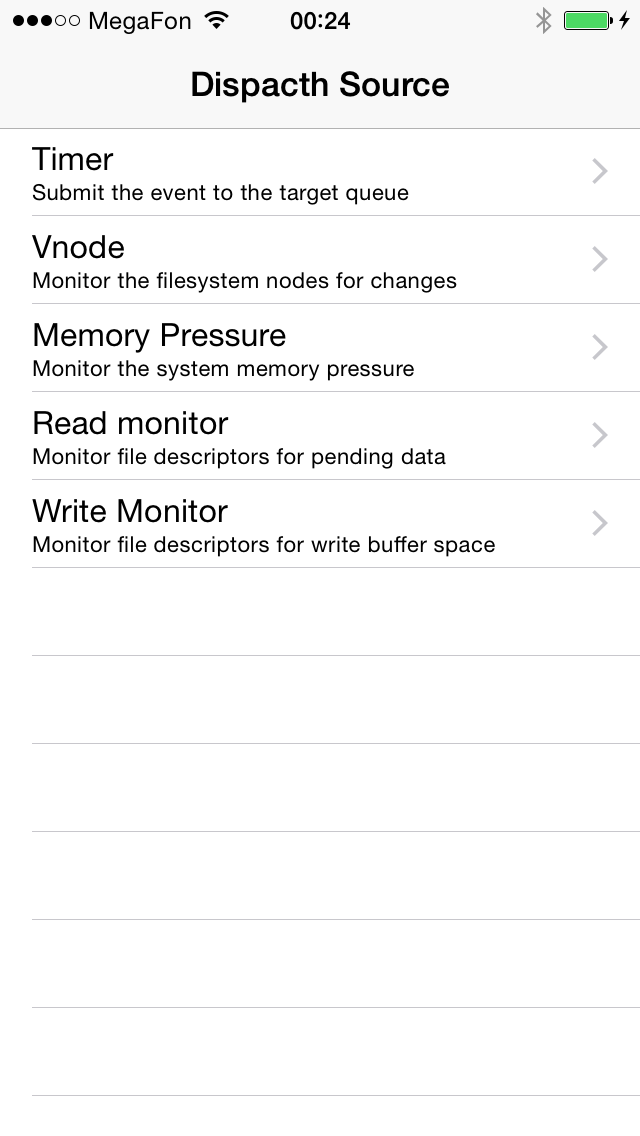 MegaFon 00:24
Dispacth Source
Timer
Submit the event to the target queue
Vnode
Monitor the filesystem nodes for changes
Memory Pressure
Monitor the system memory pressure
Read monitor
Monitor file descriptors for pending data
Write Monitor
Monitor file descriptors for write buffer space